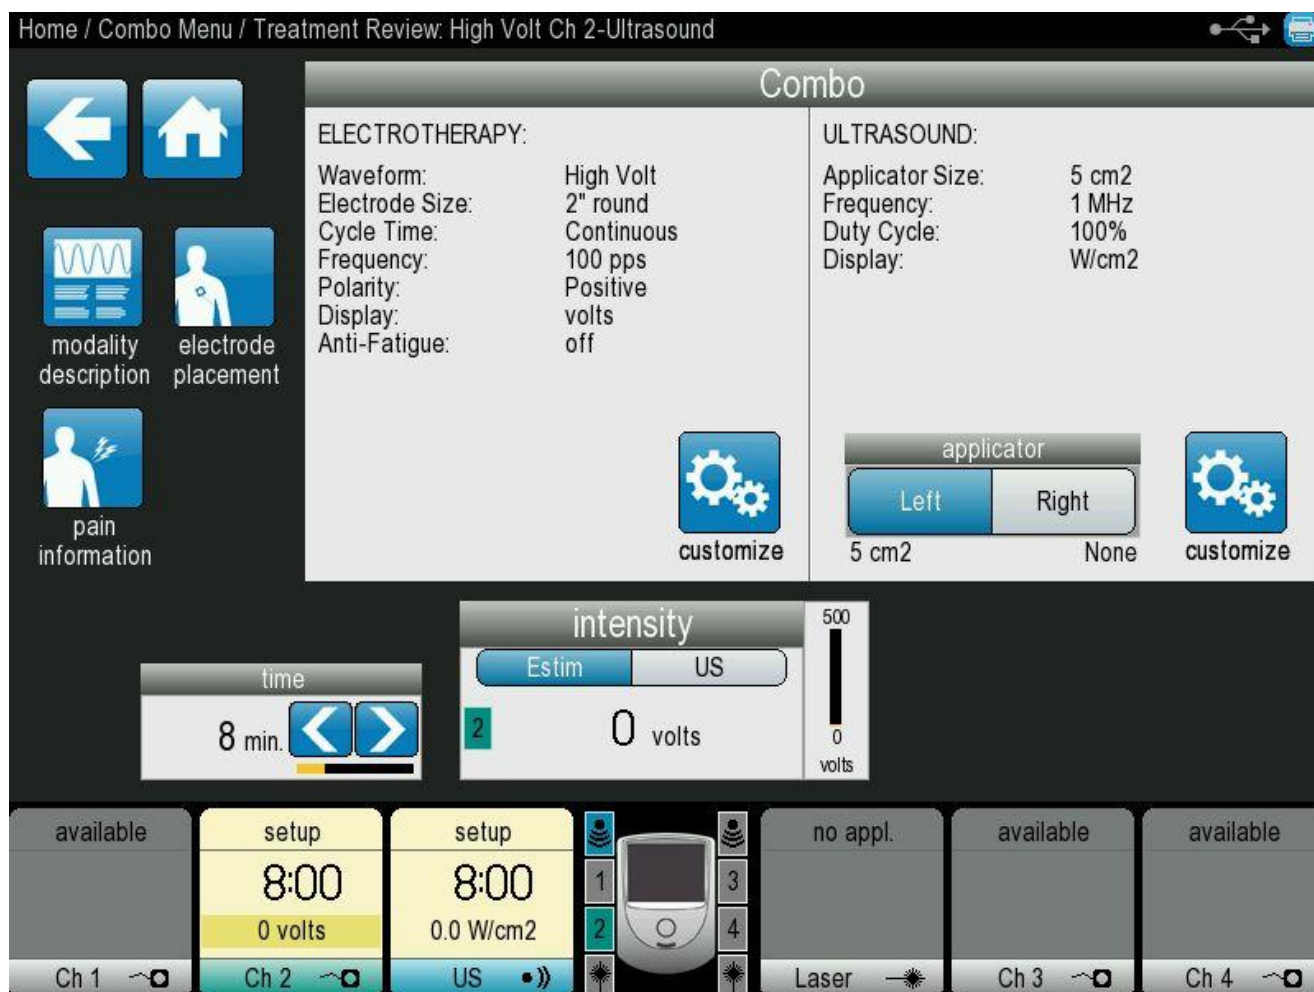 Home / Combo Menu / Treatment Review: High Volt Ch 2-Ultrasound
Combo
ELECTROTHERAPY:
Waveform: High Volt
Electrode Size: 2" round
Cycle Time: Continuous
Frequency: 100 pps
Polarity: Positive
Display: volts
Anti-Fatigue: off
customize
ULTRASOUND:
Applicator Size: 5 cm2
Frequency: 1 MHz
Duty Cycle: 100%
Display: W/cm2
applicator
Left Right
5 cm2 None
customize
modality description
electrode placement
pain information
time
8 min.
intensity
Estim US
2 0 volts
500
0
volts
available
Ch 1
setup
8:00
0 volts
Ch 2
setup
8:00
0.0 W/cm2
US
1 3
2 4
no appl.
Laser
available
Ch 3
available
Ch 4